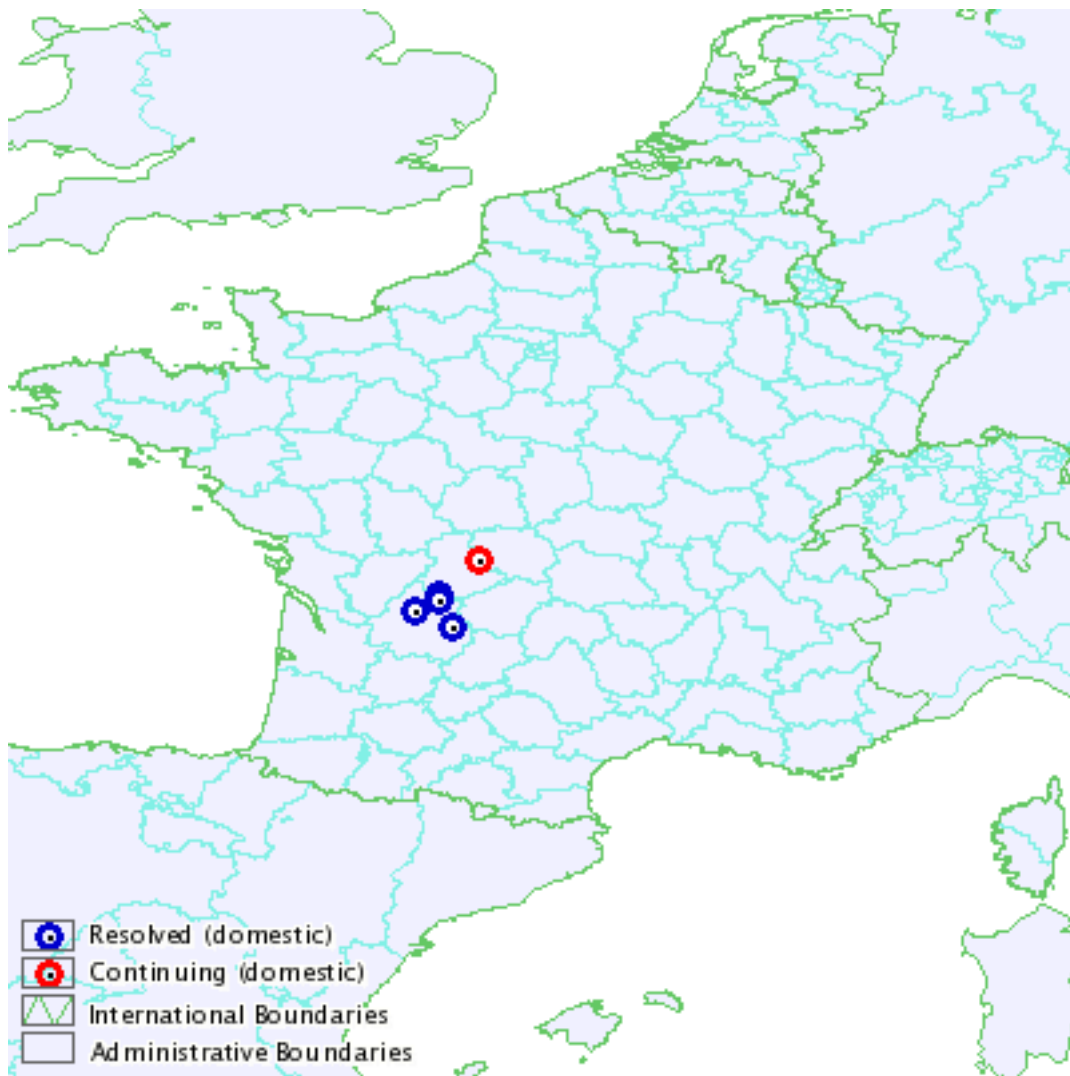 Resolved (domestic)
Continuing (domestic)
International Boundaries
Administrative Boundaries